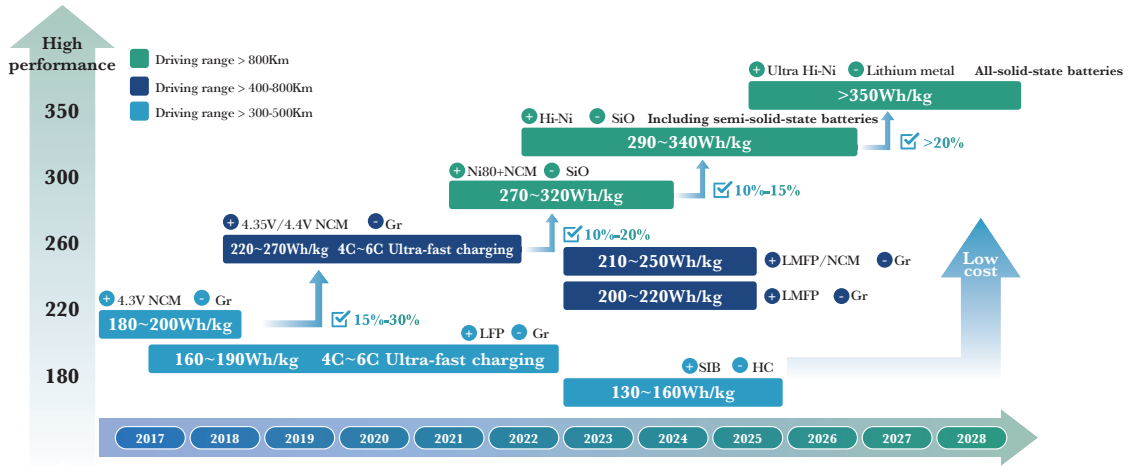 High
performance
350
300
260
220
180
Driving range > 800Km
Driving range > 400-800Km
Driving range > 300-500Km
+ Ultra Hi-Ni - Lithium metal All-solid-state batteries
>350Wh/kg
+ Hi-Ni - SiO Including semi-solid-state batteries
290~340Wh/kg
>20%
+ Ni80+NCM - SiO
270~320Wh/kg
10%-15%
+ 4.35V/4.4V NCM - Gr
220~270Wh/kg 4C~6C Ultra-fast charging
10%-20%
210~250Wh/kg
+ LMFP/NCM - Gr
200~220Wh/kg
+ LMFP - Gr
Low
cost
+ 4.3V NCM - Gr
180~200Wh/kg
15%-30%
+ LFP - Gr
160~190Wh/kg 4C~6C Ultra-fast charging
+ SIB - HC
130~160Wh/kg
2017 2018 2019 2020 2021 2022 2023 2024 2025 2026 2027 2028